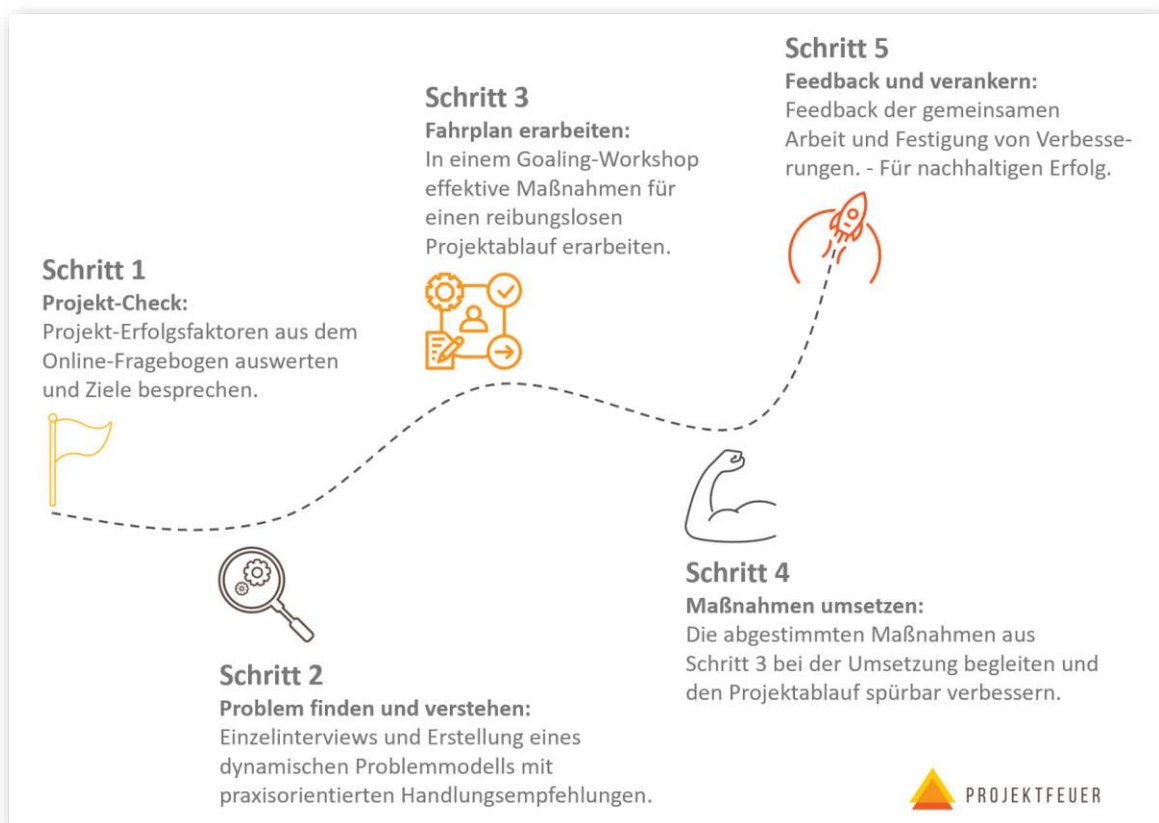 Schritt 1
Projekt-Check:
Projekt-Erfolgsfaktoren aus dem
Online-Fragebogen auswerten
und Ziele besprechen.
Schritt 2
Problem finden und verstehen:
Einzelinterviews und Erstellung eines
dynamischen Problemmodells mit
praxisorientierten Handlungsempfehlungen.
Schritt 3
Fahrplan erarbeiten:
In einem Goaling-Workshop
effektive Maßnahmen für
einen reibungslosen
Projektablauf erarbeiten.
Schritt 4
Maßnahmen umsetzen:
Die abgestimmten Maßnahmen aus
Schritt 3 bei der Umsetzung begleiten und
den Projektablauf spürbar verbessern.
Schritt 5
Feedback und verankern:
Feedback der gemeinsamen
Arbeit und Festigung von Verbesse-
rungen. - Für nachhaltigen Erfolg.
PROJEKTFEUER